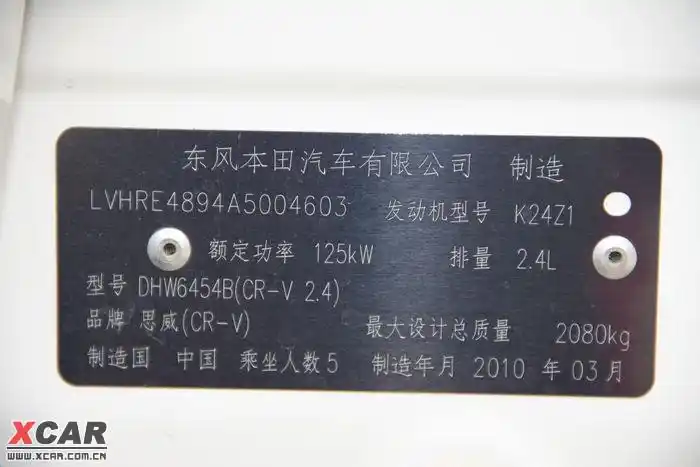 东风本田汽车有限公司 制造
LVHRE4894A5004603 发动机型号 K24Z1
额定功率 125kW 排量 2.4L
型号 DHW6454B(CR-V 2.4)
品牌 思威(CR-V) 最大设计总质量 2080kg
制造国 中国 乘坐人数 5 制造年月 2010 年 03 月
XCAR
WWW.XCAR.COM.CN